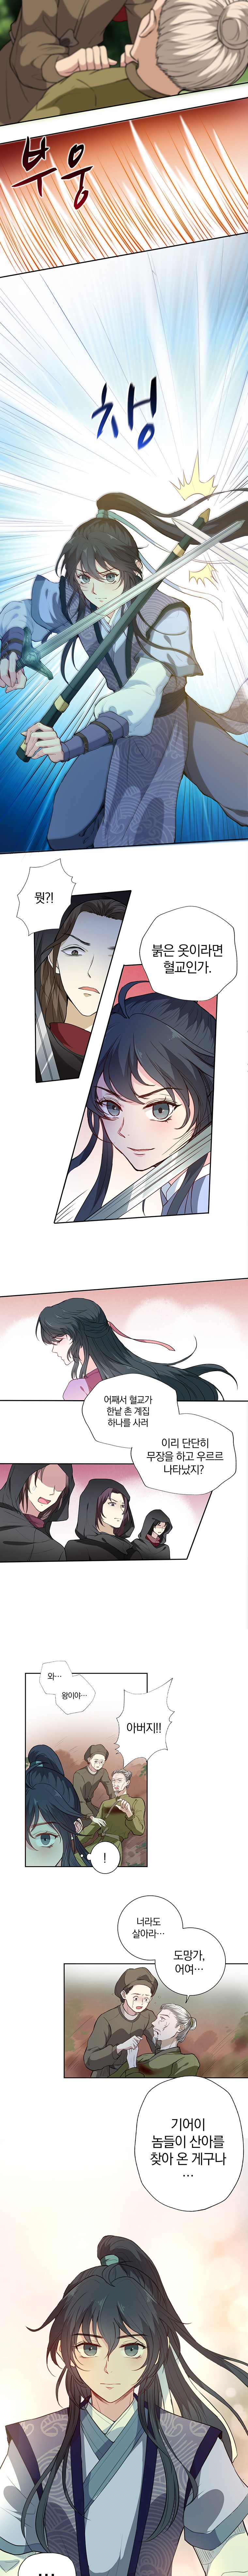 부웅
챙
뭣?!
붉은 옷이라면
혈교인가.
어째서 혈교가
한낱 촌 계집
하나를 사러
이리 단단히
무장을 하고 우르르
나타났지?
와…
왕이야…
아버지!!
!
너라도
살아라…
도망가,
어여…
기어이
놈들이 산아를
찾아 온 게구나
…
…